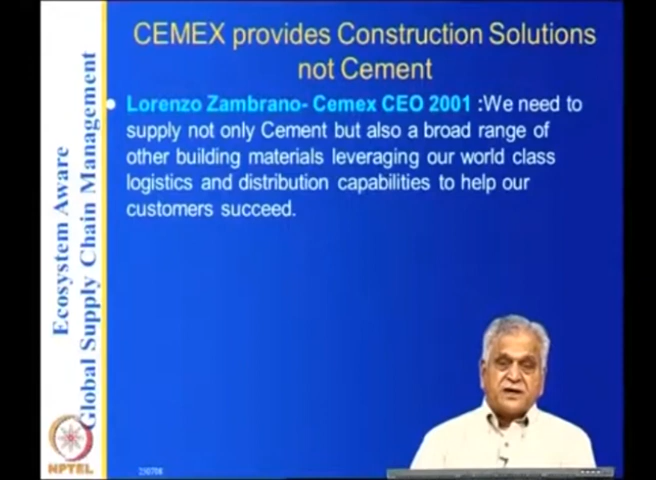 CEMEX provides Construction Solutions
not Cement
Lorenzo Zambrano- Cemex CEO 2001 :We need to
supply not only Cement but also a broad range of
other building materials leveraging our world class
logistics and distribution capabilities to help our
customers succeed.
Ecosystem Aware
Global Supply Chain Management
NPTEL